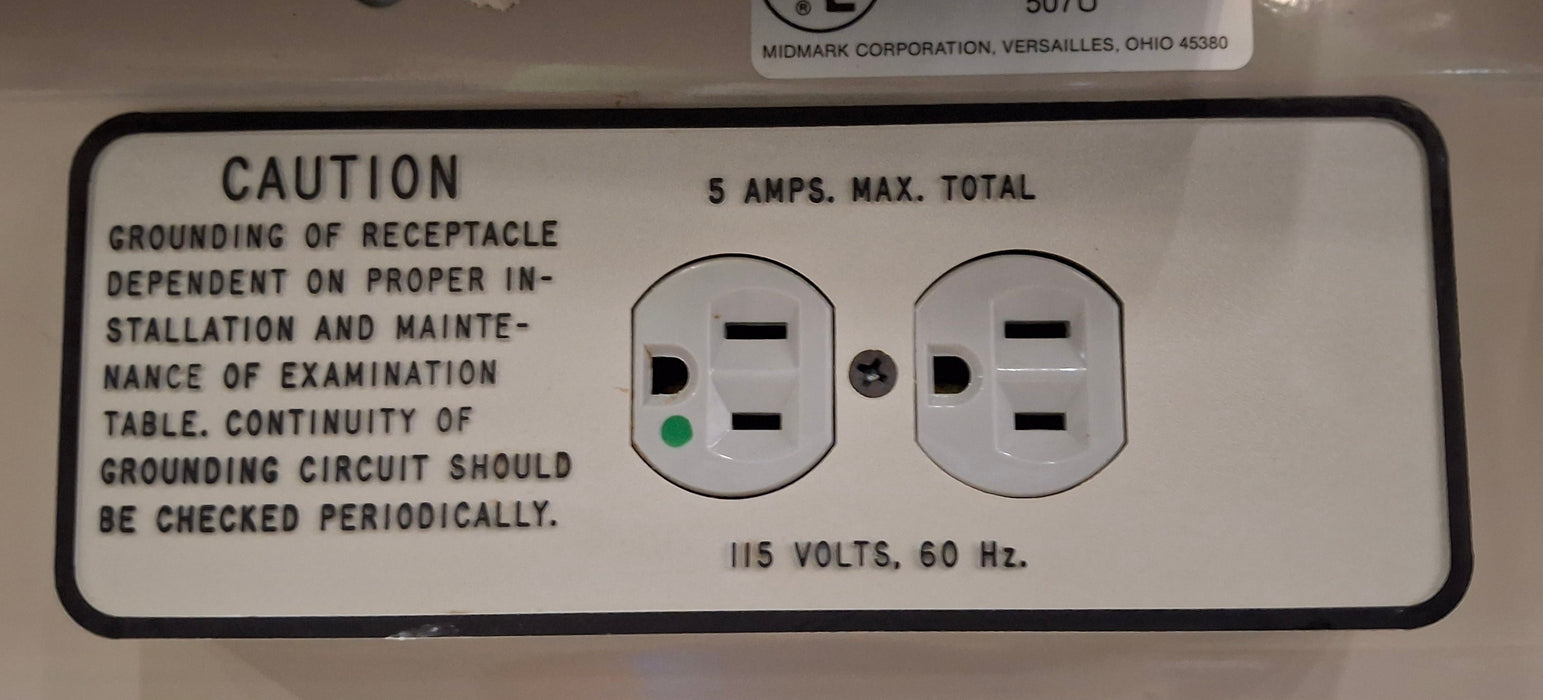 MIDMARK CORPORATION, VERSAILLES, OHIO 45380
CAUTION
GROUNDING OF RECEPTACLE
DEPENDENT ON PROPER IN-
STALLATION AND MAINTE-
NANCE OF EXAMINATION
TABLE. CONTINUITY OF
GROUNDING CIRCUIT SHOULD
BE CHECKED PERIODICALLY.
5 AMPS. MAX. TOTAL
115 VOLTS, 60 Hz.